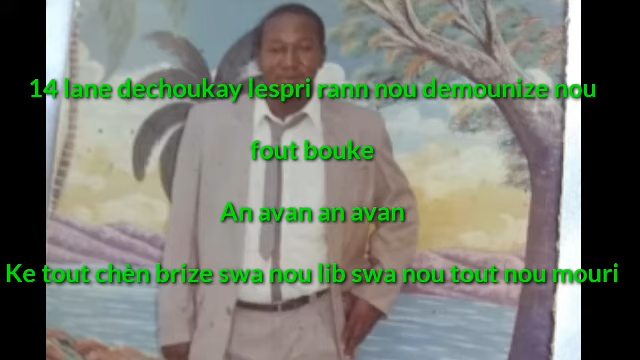 14 lane dechoukay lespri rann nou demounize nou
fout bouke
An avan an avan
Ke tout chèn brize swa nou lib swa nou tout nou mouri